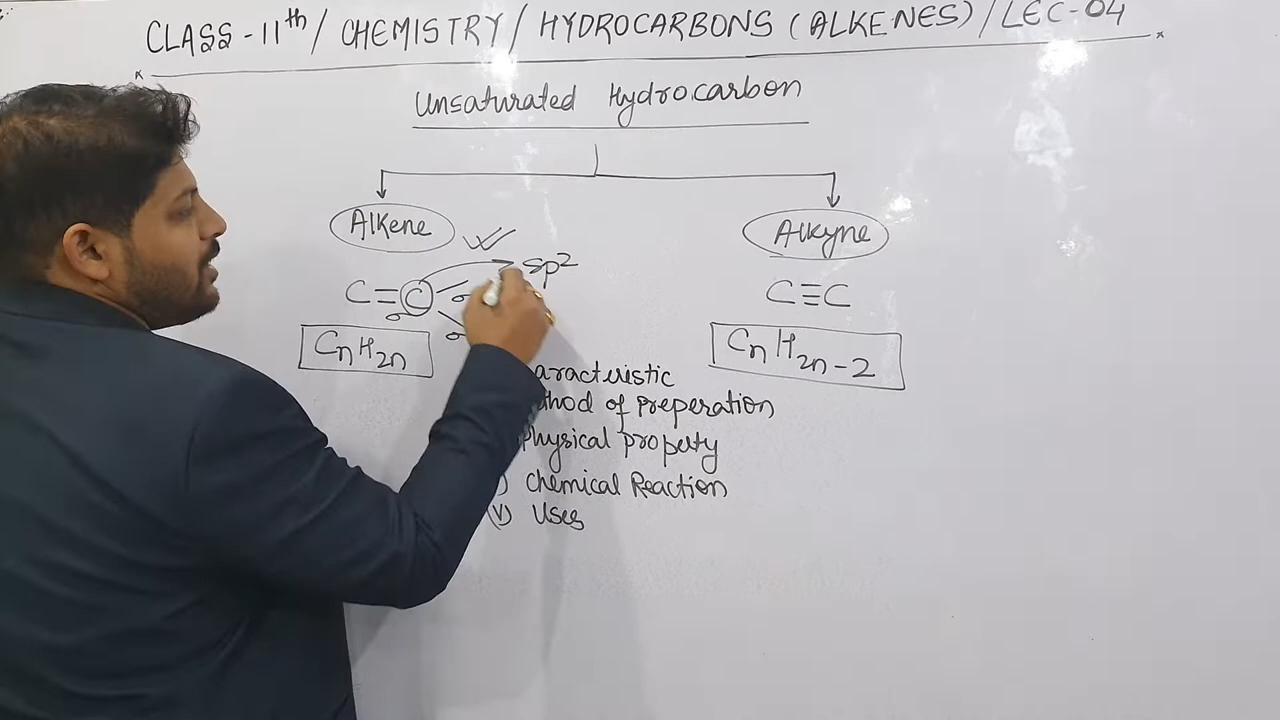 CLASS - 11th / CHEMISTRY / HYDROCARBONS (ALKENES) / LEC-04
Unsaturated Hydrocarbon
Alkene
Alkyne
sp²
C=C
σ
σ
σ
C≡C
CnH2n
CnH2n-2
aracteristic
thod of preperation
Physical property
) Chemical Reaction
(V) Uses